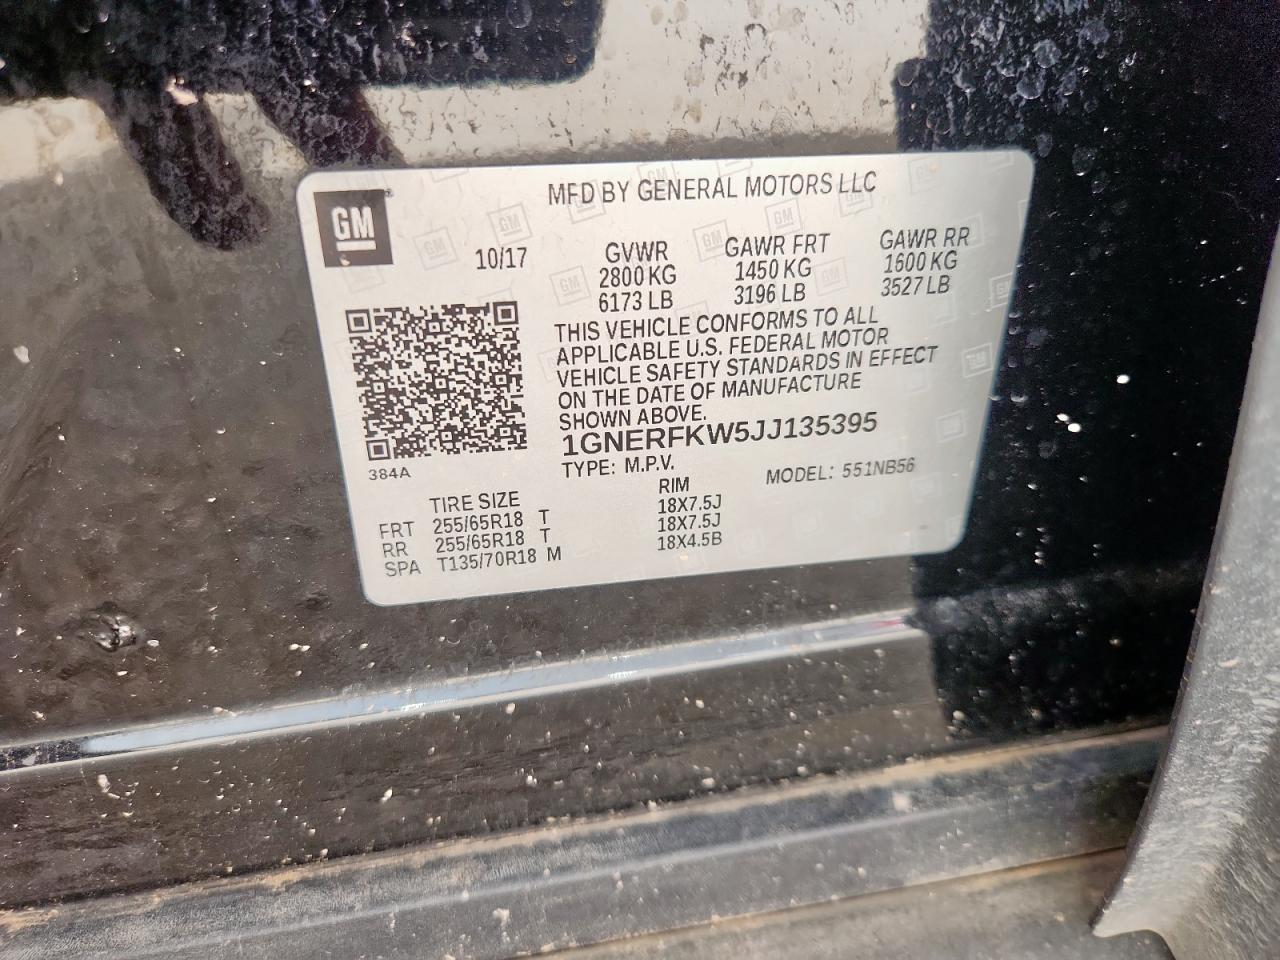 MFD BY GENERAL MOTORS LLC
GM
10/17
GVWR GAWR FRT GAWR RR
2800 KG 1450 KG 1600 KG
6173 LB 3196 LB 3527 LB
THIS VEHICLE CONFORMS TO ALL
APPLICABLE U.S. FEDERAL MOTOR
VEHICLE SAFETY STANDARDS IN EFFECT
ON THE DATE OF MANUFACTURE
SHOWN ABOVE.
1GNERFKW5JJ135395
TYPE: M.P.V. MODEL: 551NB56
384A
TIRE SIZE RIM
FRT 255/65R18 T 18X7.5J
RR 255/65R18 T 18X7.5J
SPA T135/70R18 M 18X4.5B